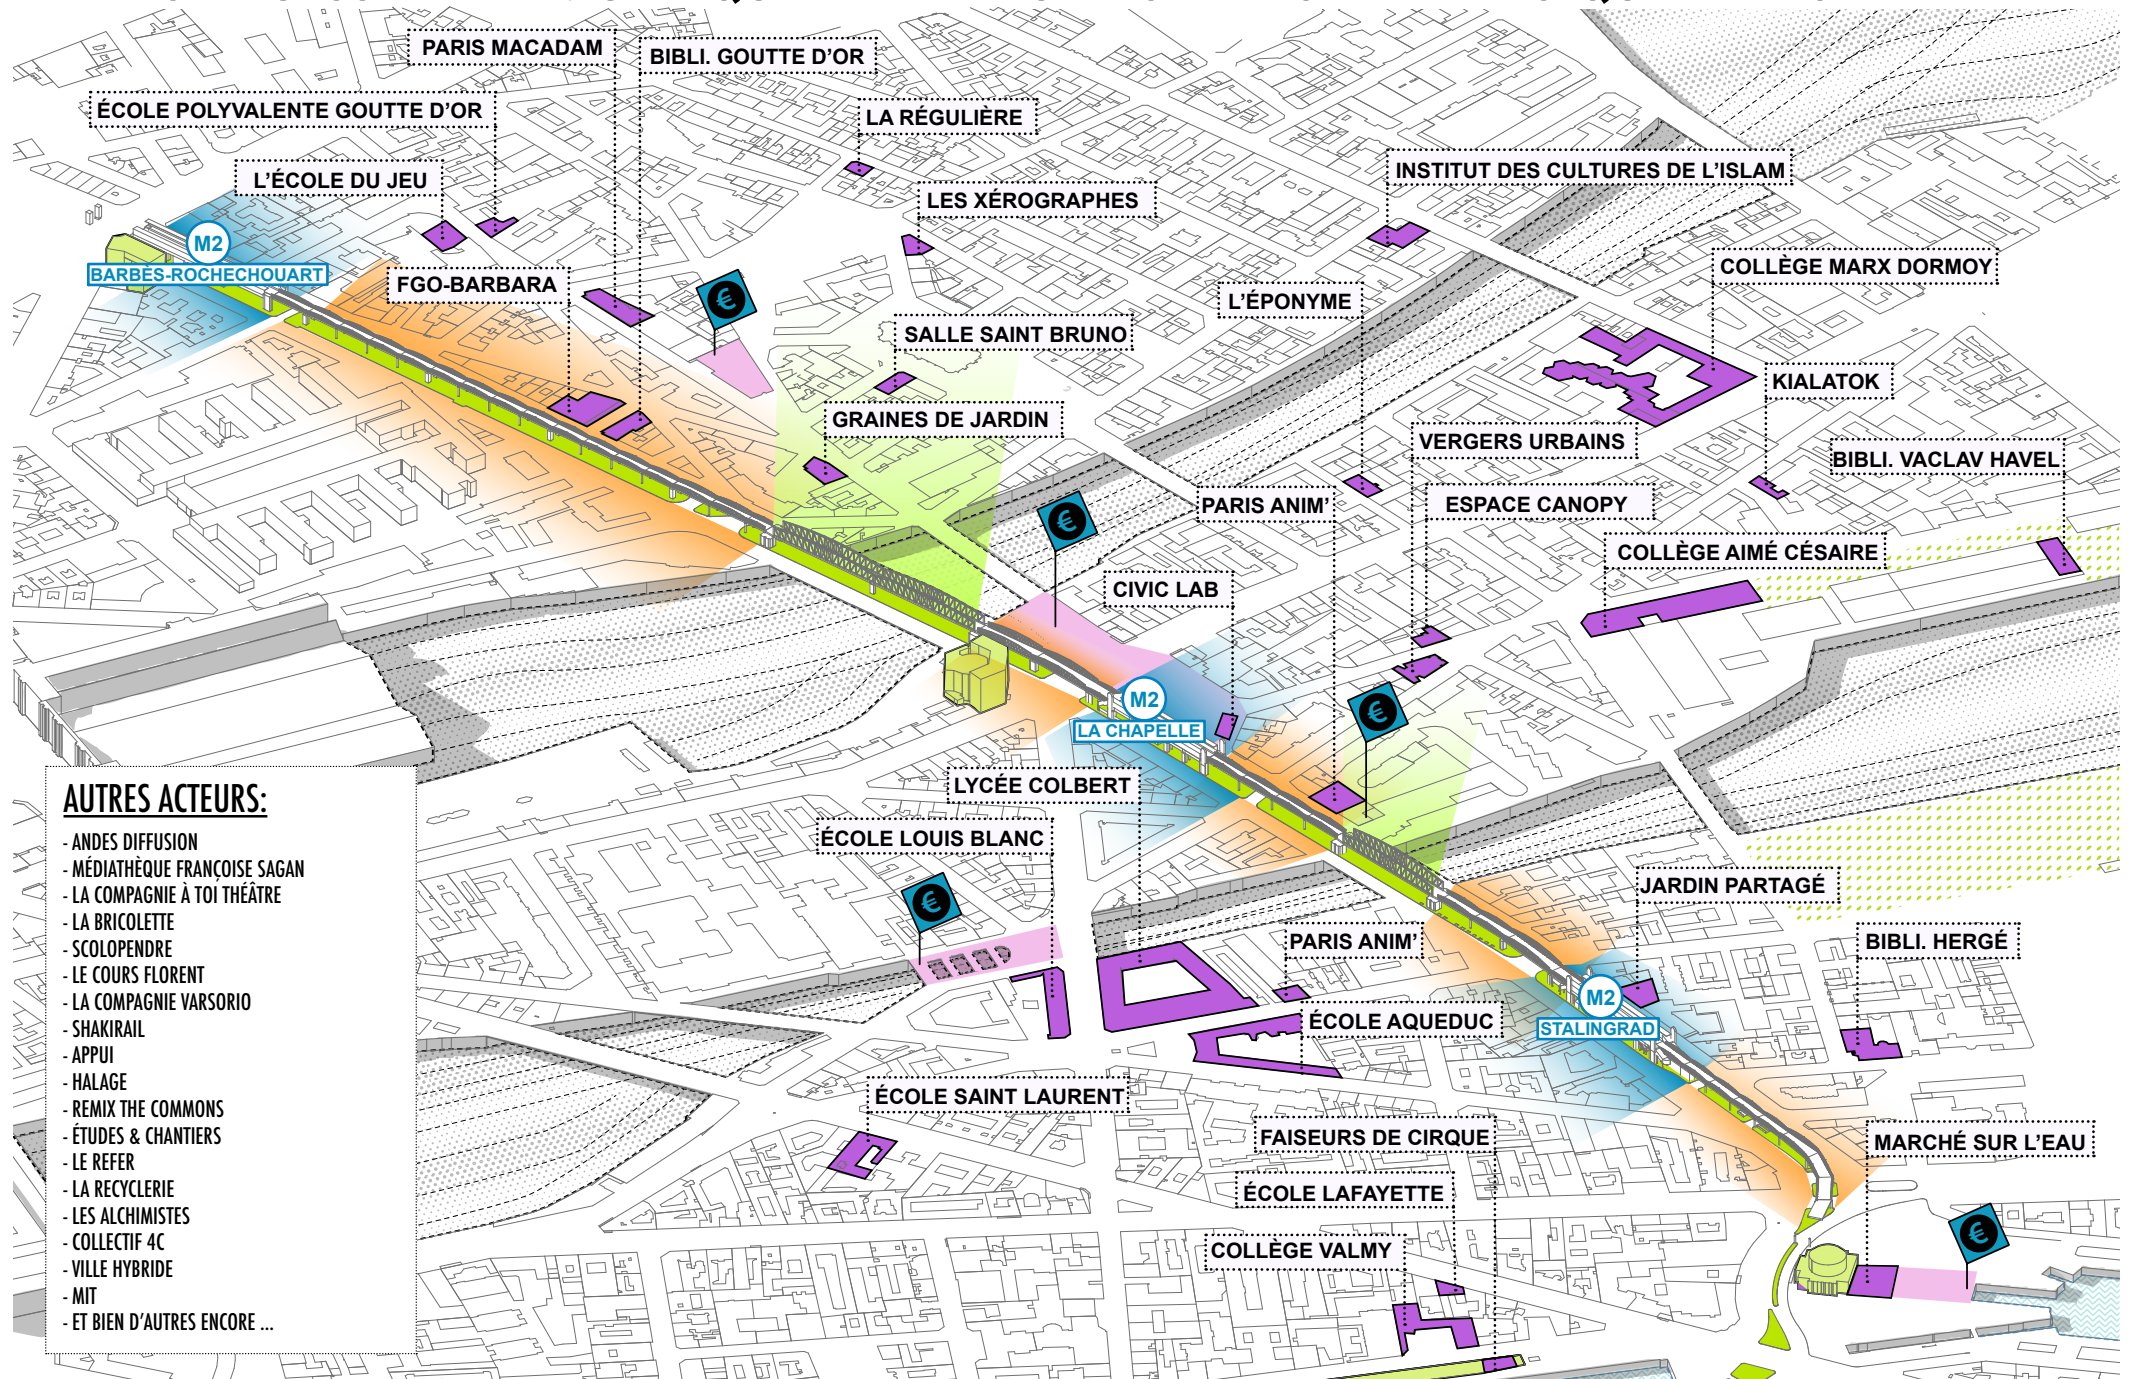 PARIS MACADAM
BIBLI. GOUTTE D'OR
ÉCOLE POLYVALENTE GOUTTE D'OR
LA RÉGULIÈRE
L'ÉCOLE DU JEU
INSTITUT DES CULTURES DE L'ISLAM
LES XÉROGRAPHES
M2
BARBÈS-ROCHECHOUART
FGO-BARBARA
COLLÈGE MARX DORMOY
€
L'ÉPONYME
SALLE SAINT BRUNO
KIALATOK
GRAINES DE JARDIN
VERGERS URBAINS
BIBLI. VACLAV HAVEL
PARIS ANIM'
ESPACE CANOPY
€
COLLÈGE AIMÉ CÉSAIRE
CIVIC LAB
M2
LA CHAPELLE
€
LYCÉE COLBERT
ÉCOLE LOUIS BLANC
€
JARDIN PARTAGÉ
PARIS ANIM'
BIBLI. HERGÉ
M2
STALINGRAD
ÉCOLE AQUEDUC
ÉCOLE SAINT LAURENT
FAISEURS DE CIRQUE
MARCHÉ SUR L'EAU
ÉCOLE LAFAYETTE
€
COLLÈGE VALMY
AUTRES ACTEURS:
- ANDES DIFFUSION
- MÉDIATHÈQUE FRANÇOISE SAGAN
- LA COMPAGNIE À TOI THÉÂTRE
- LA BRICOLETTE
- SCOLOPENDRE
- LE COURS FLORENT
- LA COMPAGNIE VARSORIO
- SHAKIRAIL
- APPUI
- HALAGE
- REMIX THE COMMONS
- ÉTUDES & CHANTIERS
- LE REFER
- LA RECYCLERIE
- LES ALCHIMISTES
- COLLECTIF 4C
- VILLE HYBRIDE
- MIT
- ET BIEN D'AUTRES ENCORE ...